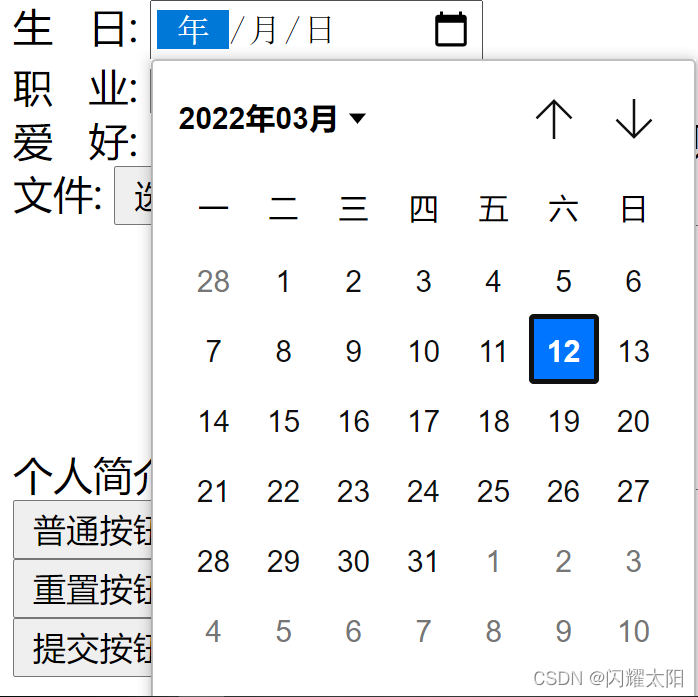 生 日: 年/月/日
职 业:
爱 好:
文件:
2022年03月
一 二 三 四 五 六 日
28 1 2 3 4 5 6
7 8 9 10 11 12 13
14 15 16 17 18 19 20
21 22 23 24 25 26 27
28 29 30 31 1 2 3
4 5 6 7 8 9 10
个人简介
普通按钮
重置按钮
提交按钮
CSDN @闪耀太阳